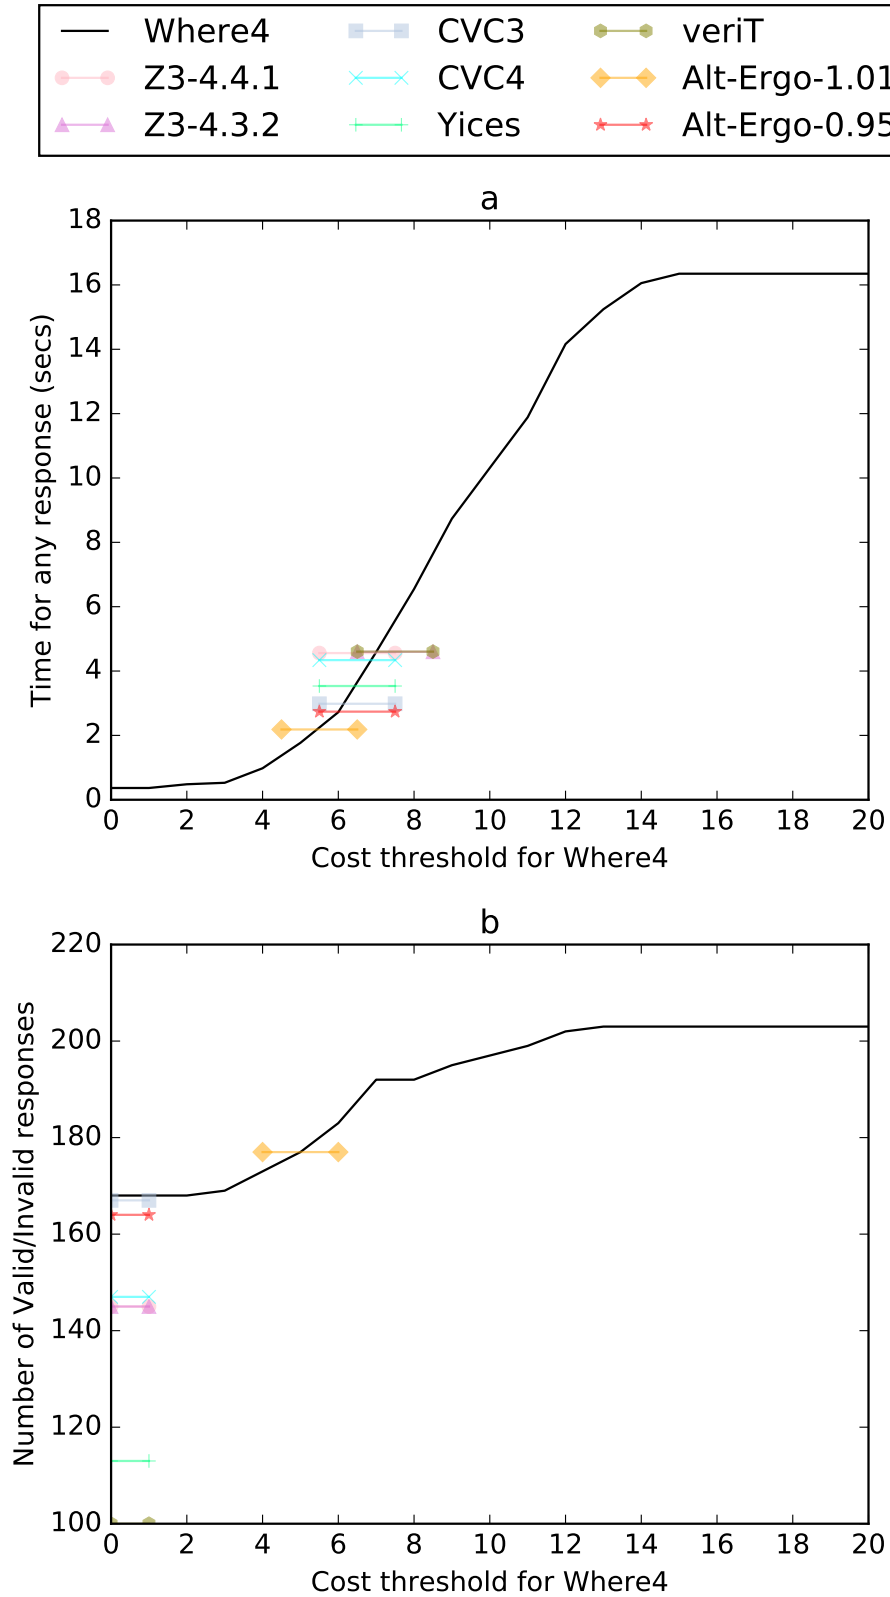 Where4 CVC3 veriT
Z3-4.4.1 CVC4 Alt-Ergo-1.01
Z3-4.3.2 Yices Alt-Ergo-0.95
a
18
16
14
12
10
8
6
4
2
0
Time for any response (secs)
0 2 4 6 8 10 12 14 16 18 20
Cost threshold for Where4
b
220
200
180
160
140
120
100
Number of Valid/Invalid responses
0 2 4 6 8 10 12 14 16 18 20
Cost threshold for Where4